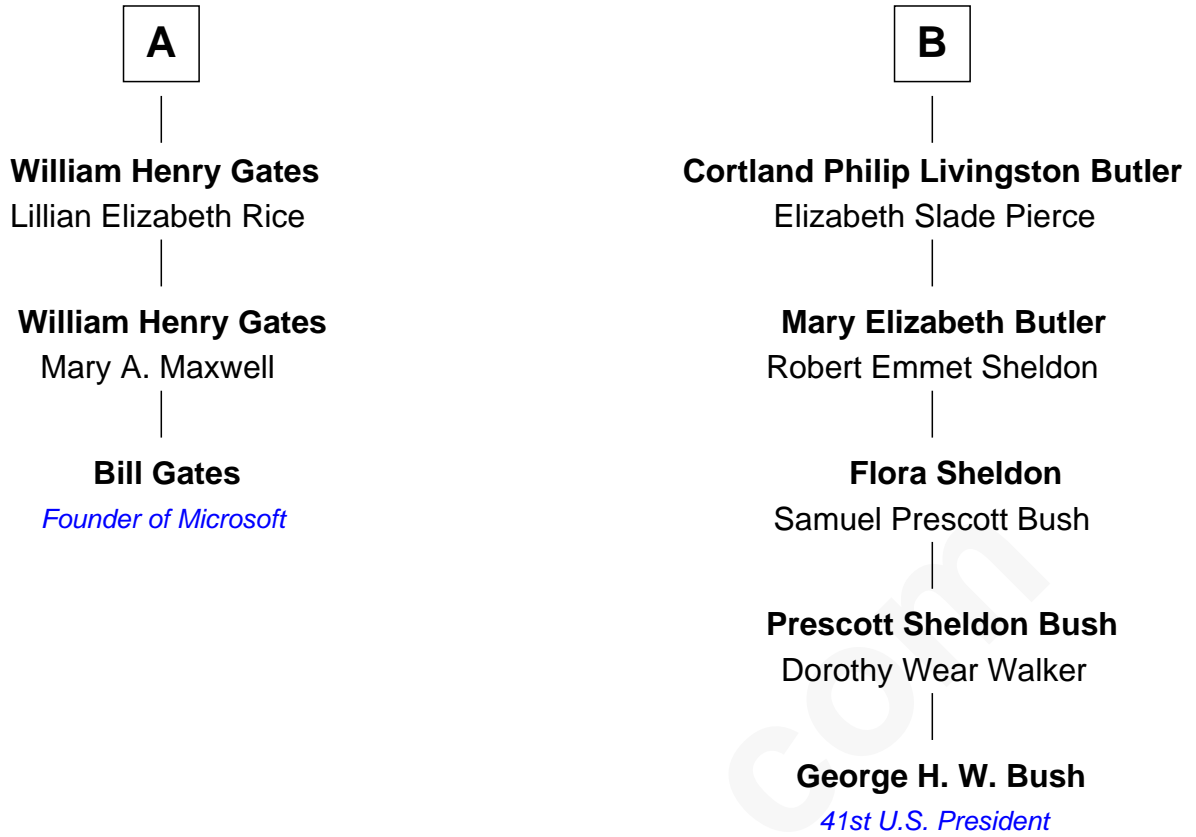 A
William Henry Gates
Lillian Elizabeth Rice
William Henry Gates
Mary A. Maxwell
Bill Gates
Founder of Microsoft
B
Cortland Philip Livingston Butler
Elizabeth Slade Pierce
Mary Elizabeth Butler
Robert Emmet Sheldon
Flora Sheldon
Samuel Prescott Bush
Prescott Sheldon Bush
Dorothy Wear Walker
George H. W. Bush
41st U.S. President
com